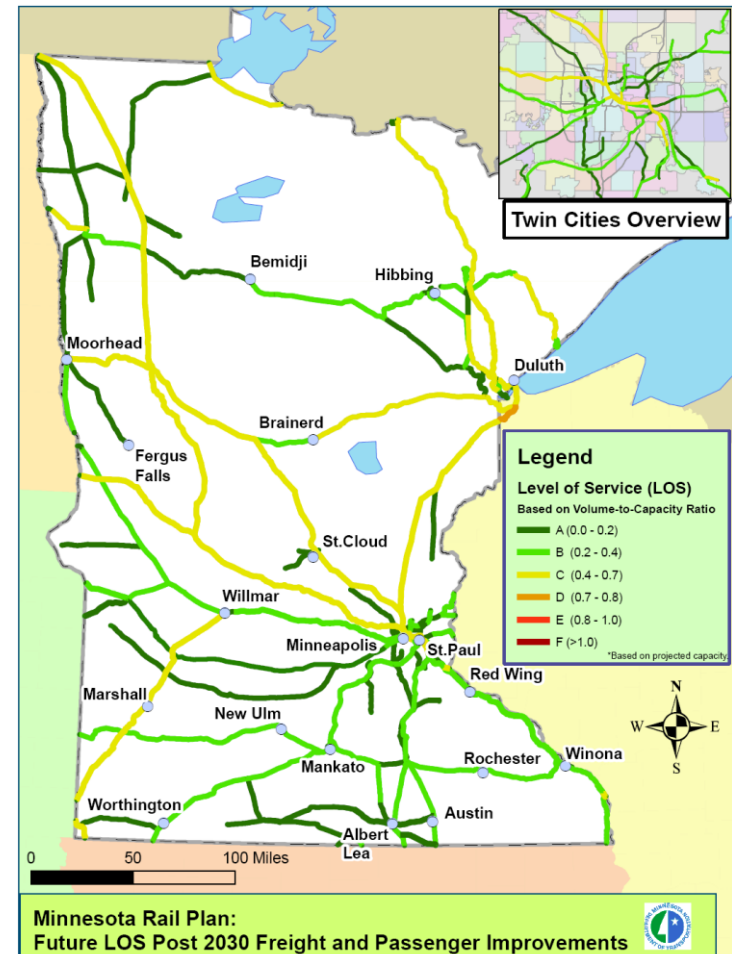 Twin Cities Overview
Bemidji
Hibbing
Moorhead
Duluth
Brainerd
Fergus
Falls
Legend
Level of Service (LOS)
Based on Volume-to-Capacity Ratio
A (0.0 - 0.2)
B (0.2 - 0.4)
C (0.4 - 0.7)
D (0.7 - 0.8)
E (0.8 - 1.0)
F (>1.0)
*Based on projected capacity.
St.Cloud
Willmar
Minneapolis
St.Paul
Red Wing
Marshall
New Ulm
Mankato
Rochester
Winona
N
W
E
S
Worthington
Austin
Albert
Lea
0 50 100 Miles
Minnesota Rail Plan:
Future LOS Post 2030 Freight and Passenger Improvements